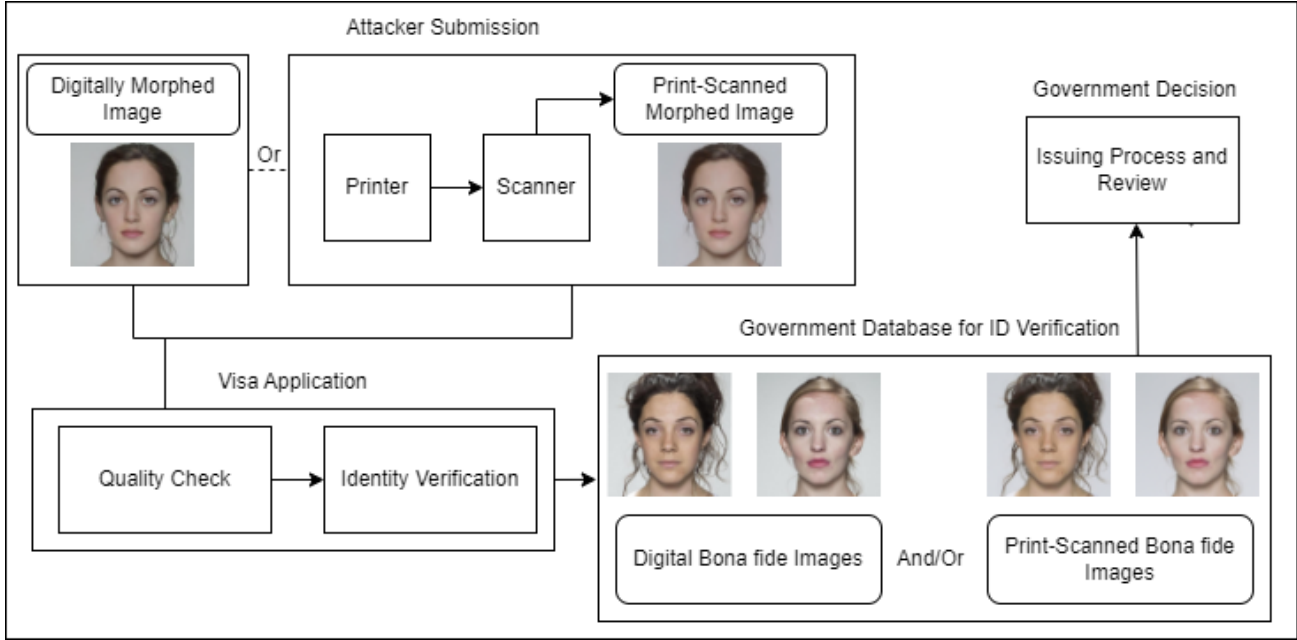 Attacker Submission
Digitally Morphed
Image
Or
Printer
Scanner
Print-Scanned
Morphed Image
Government Decision
Issuing Process and
Review
Government Database for ID Verification
Visa Application
Quality Check
Identity Verification
Digital Bona fide Images
And/Or
Print-Scanned Bona fide
Images